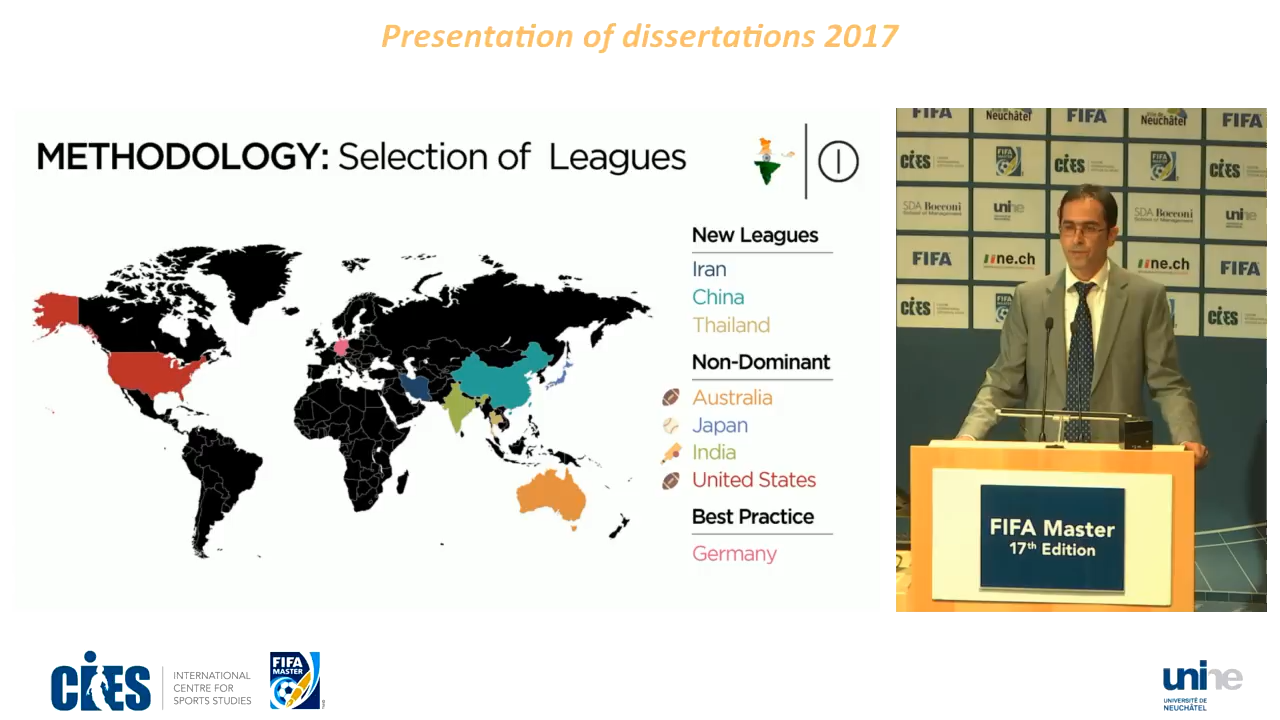 Presentation of dissertations 2017
METHODOLOGY: Selection of Leagues
New Leagues
Iran
China
Thailand
Non-Dominant
Australia
Japan
India
United States
Best Practice
Germany
FIFA
Neuchâtel
FIFA
Neuchâtel
FIFA
CIES
FIFA MASTER
CIES
CIES
SDA Bocconi
School of Management
unine
SDA Bocconi
School of Management
unine
FIFA
ne.ch
FIFA
ne.ch
FIFA
CIES
FIFA
CIES
FIFA Master
17th Edition
CIES
INTERNATIONAL
CENTRE FOR
SPORTS STUDIES
FIFA
MASTER
unine
UNIVERSITÉ DE
NEUCHÂTEL